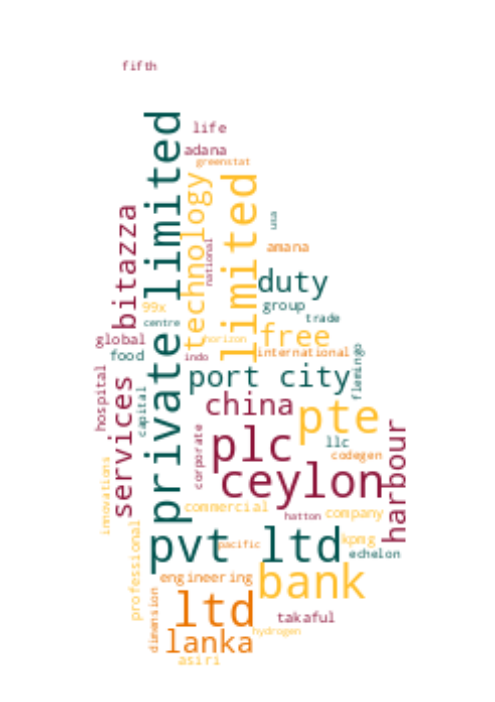 fifth
private limited
life
adana
greenstat
technology
limited
national
usa
bitazza
amana
duty
99x
group
centre
trade
global
horizon
free
food
indo
international
flemingo
hospital
port city
services
capital
china
pte
corporate
plc
llc
harbour
codegen
ceylon
innovations
commercial
hatton
company
professional
pvt ltd
pacific
kpmg
echelon
engineering
bank
dimension
ltd
takaful
lanka
hydrogen
asiri